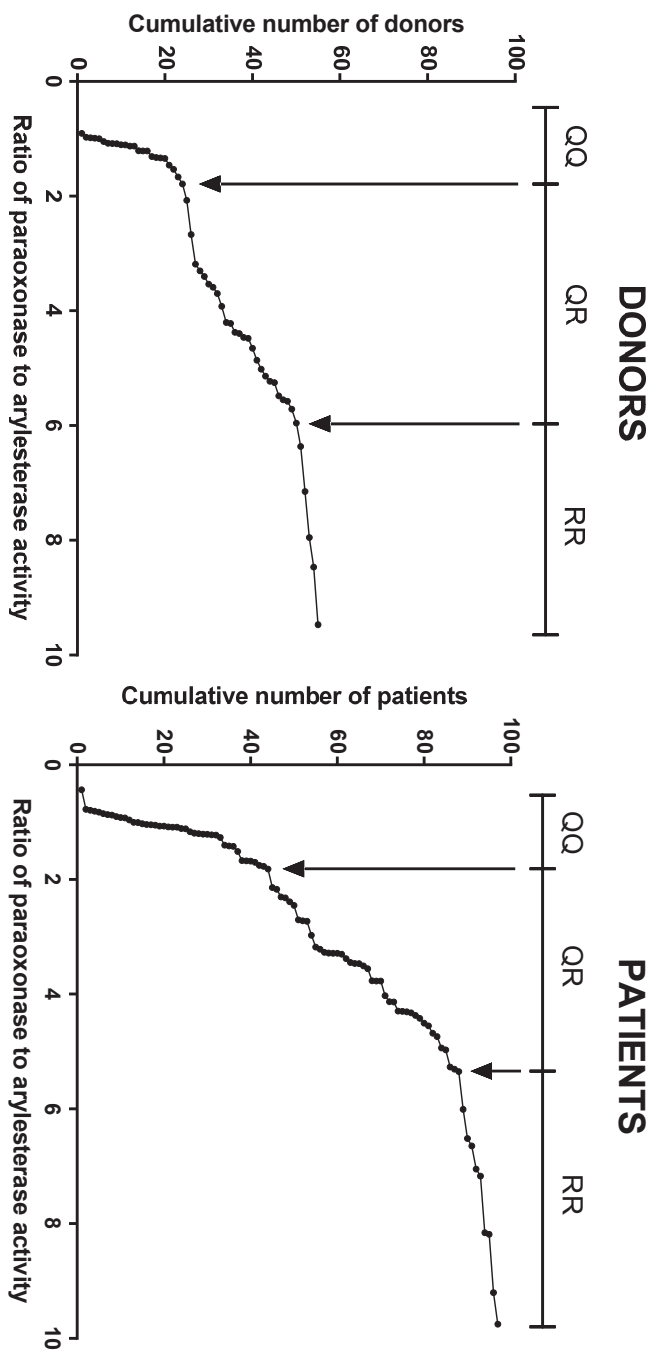 DONORS
QQ QR RR
Cumulative number of donors
100
80
60
40
20
0
0 2 4 6 8 10
Ratio of paraoxonase to arylesterase activity
PATIENTS
QQ QR RR
Cumulative number of patients
100
80
60
40
20
0
0 2 4 6 8 10
Ratio of paraoxonase to arylesterase activity